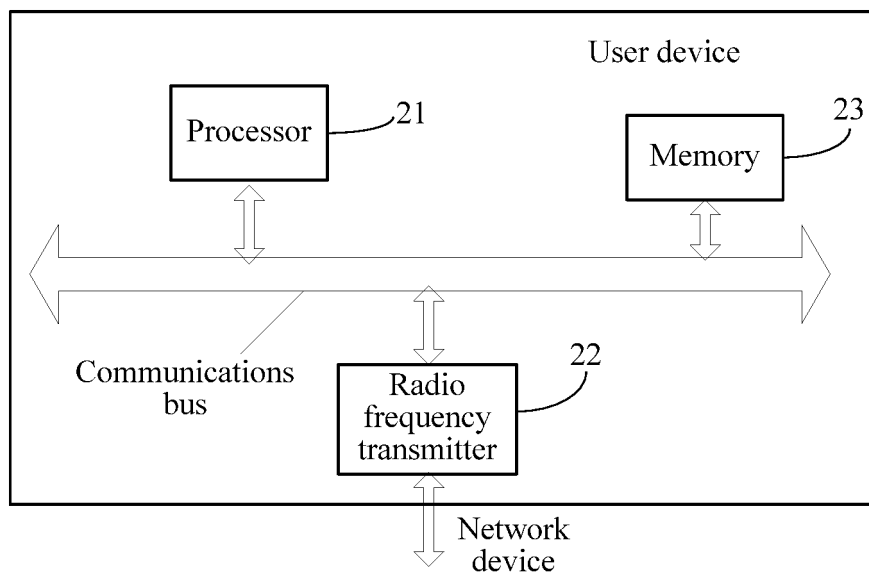 User device
Processor
21
Memory
23
Communications
bus
Radio
frequency
transmitter
22
Network
device